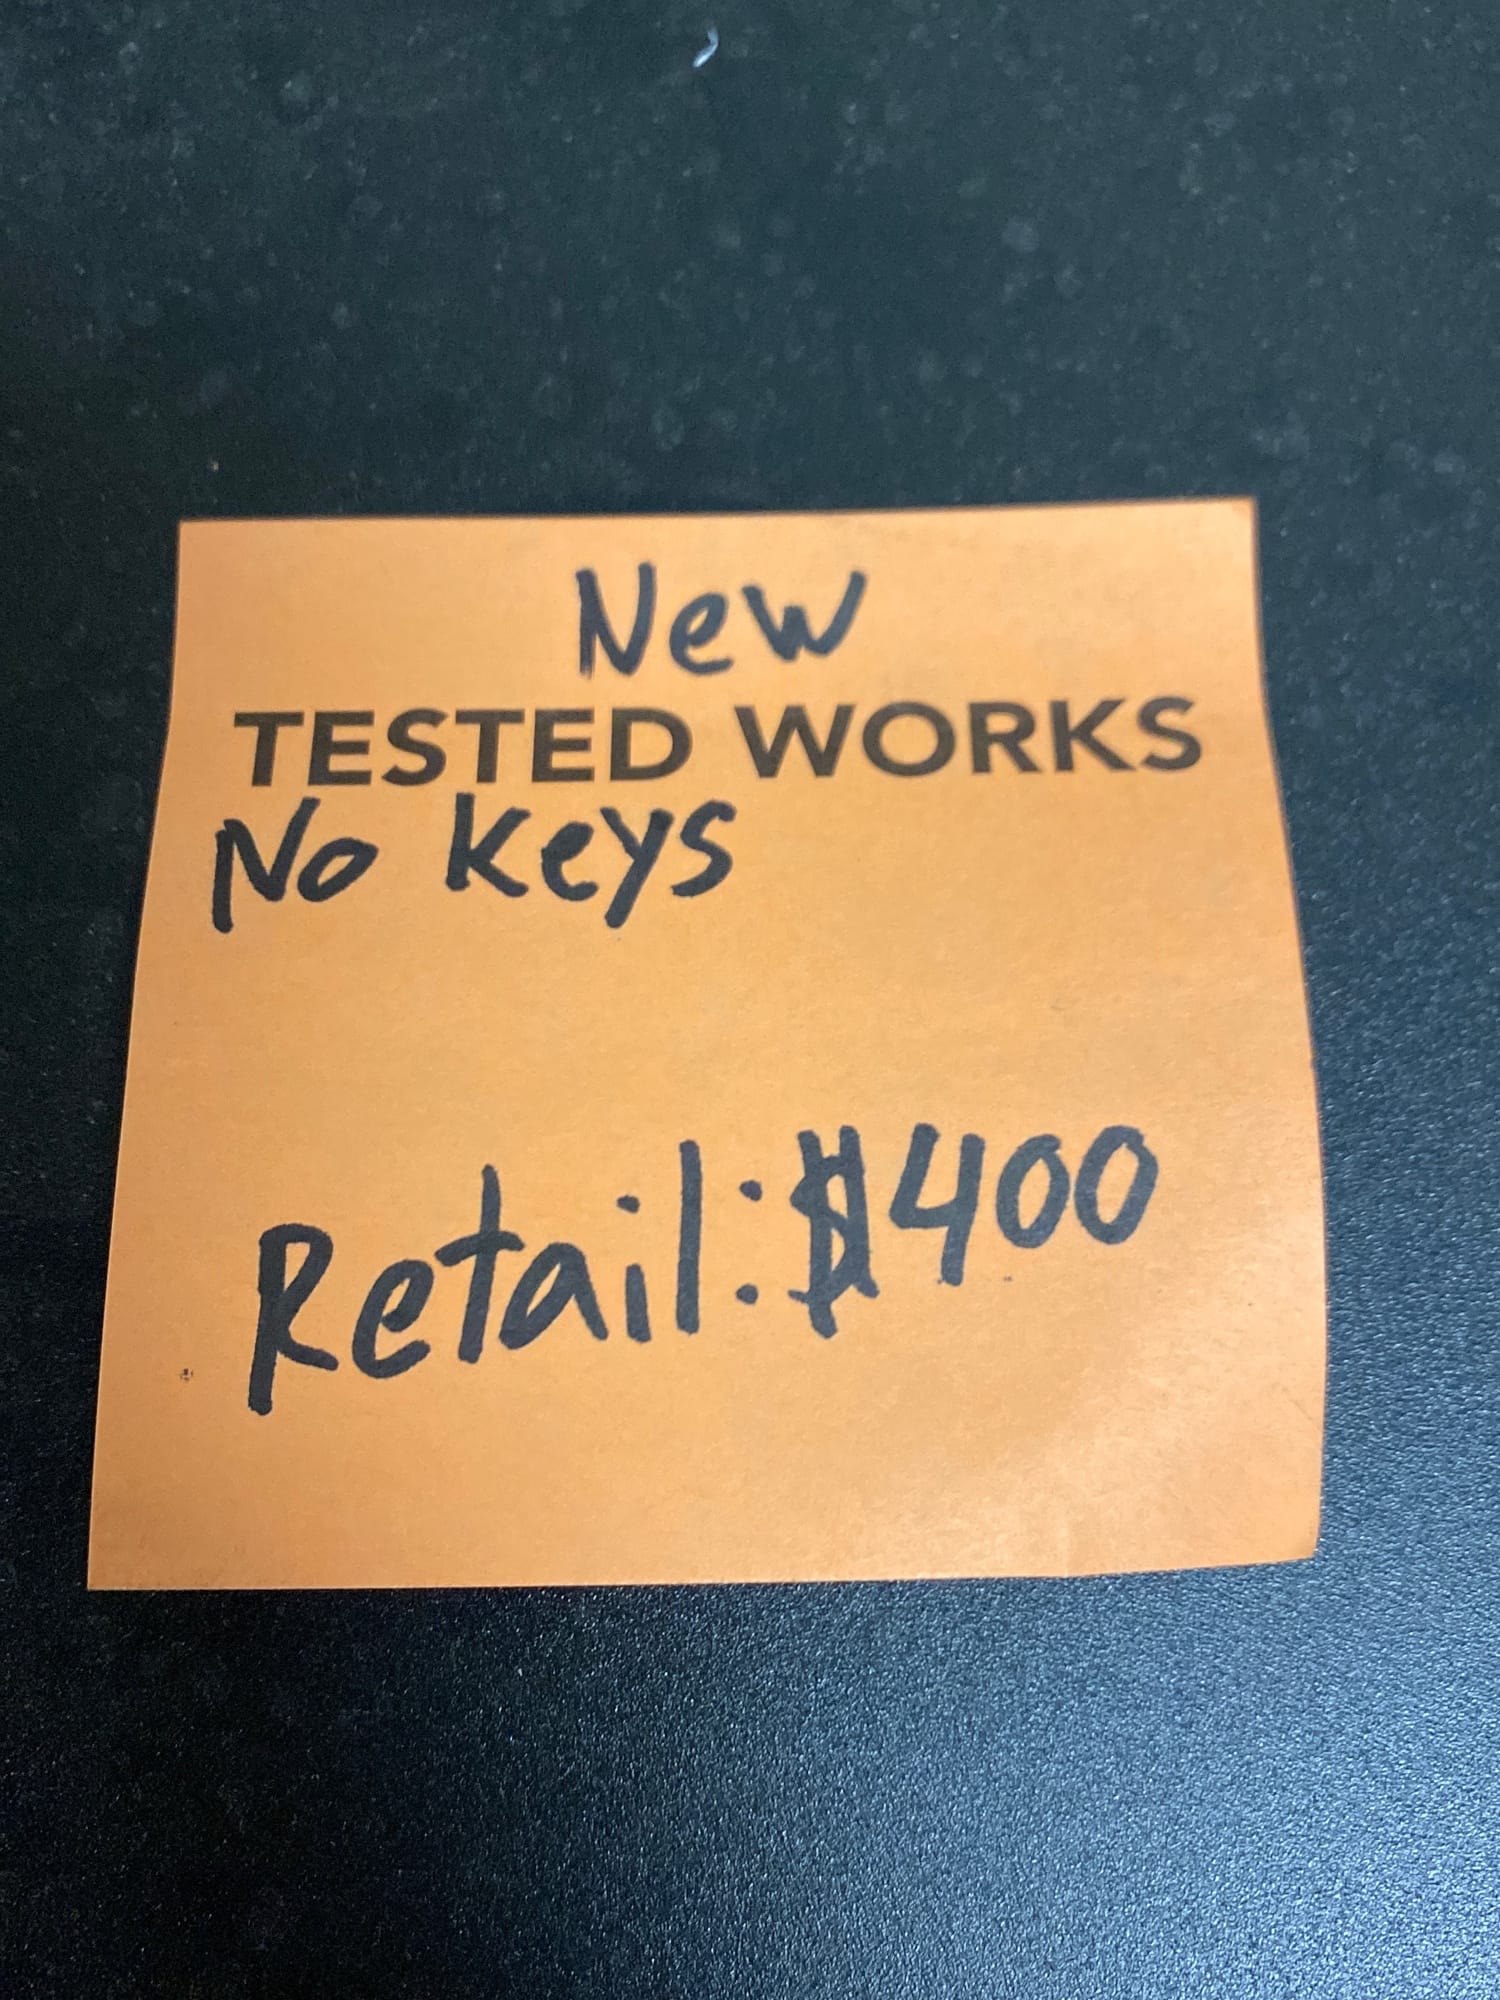 New
TESTED WORKS
No keys
Retail: $400